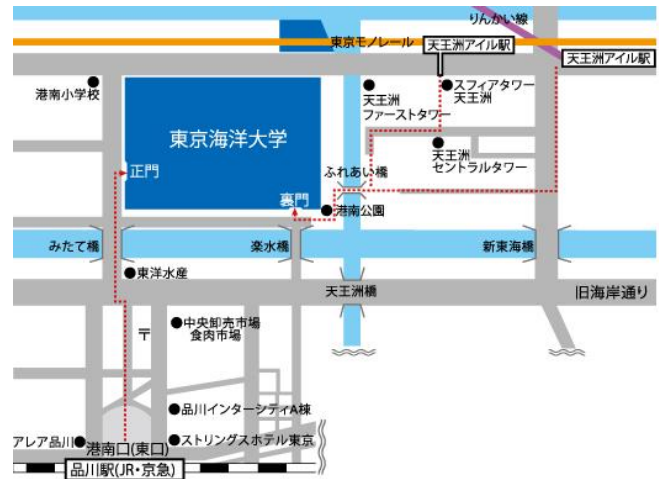 りんかい線
東京モノレール
天王洲アイル駅
天王洲アイル駅
港南小学校
スフィアタワー
天王洲
天王洲
ファーストタワー
東京海洋大学
天王洲
セントラルタワー
正門
ふれあい橋
裏門
港南公園
みたて橋
楽水橋
新東海橋
東洋水産
天王洲橋
旧海岸通り
〒
中央卸売市場
食肉市場
品川インターシティA棟
アレア品川
港南口(東口)
ストリングスホテル東京
品川駅(JR・京急)